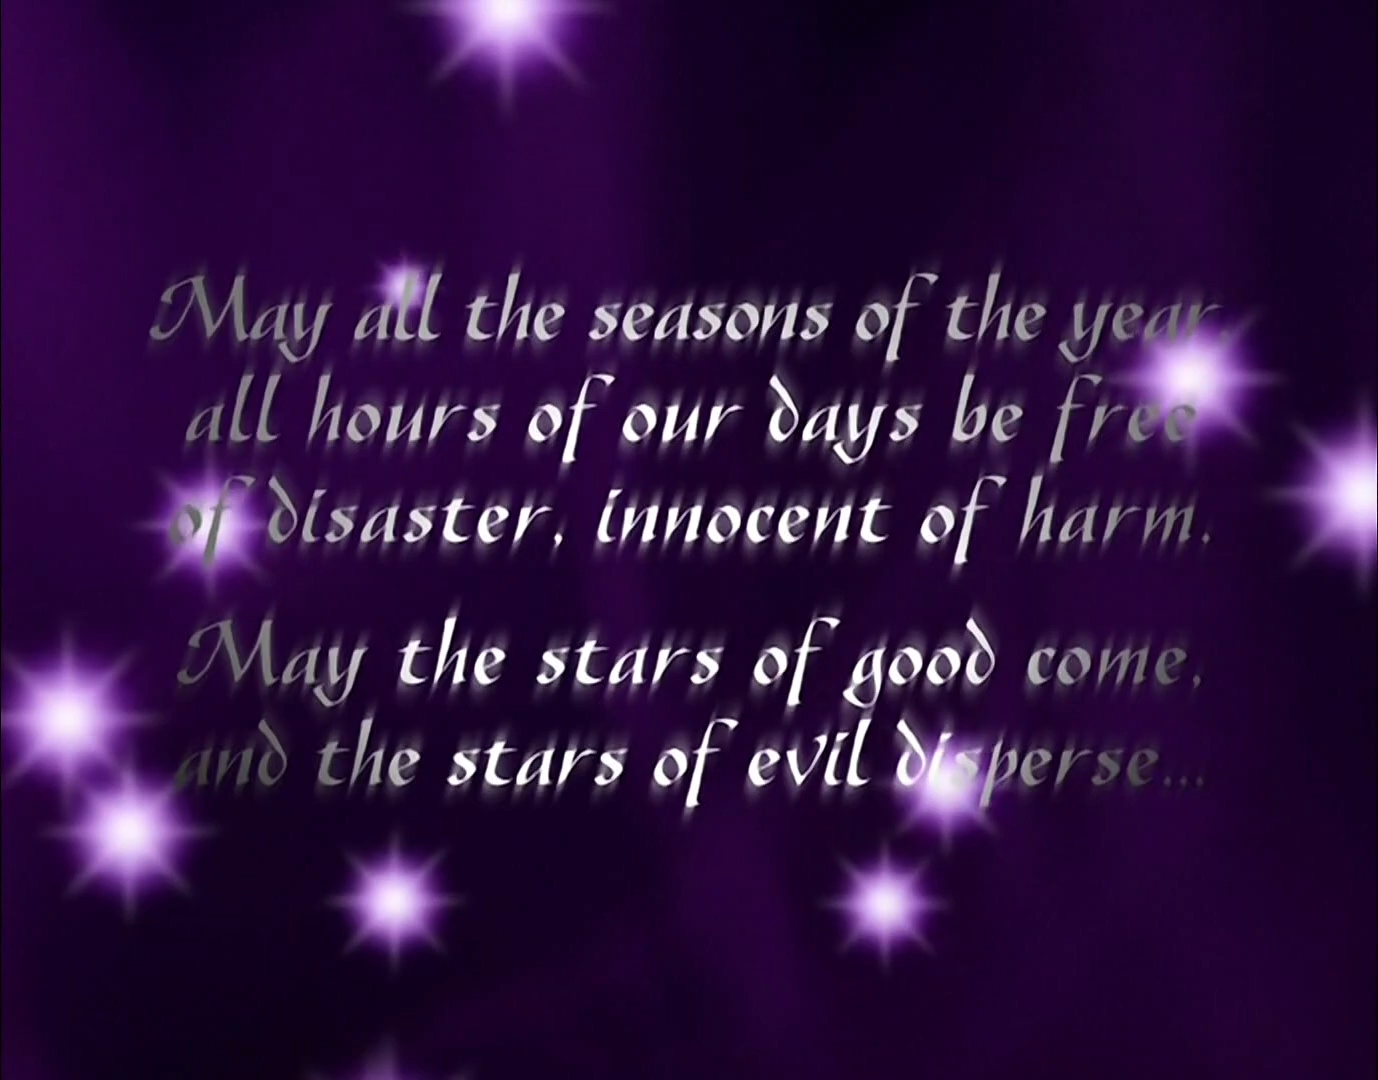 May all the seasons of the year,
all hours of our days be free
of disaster, innocent of harm.
May the stars of good come,
and the stars of evil disperse...